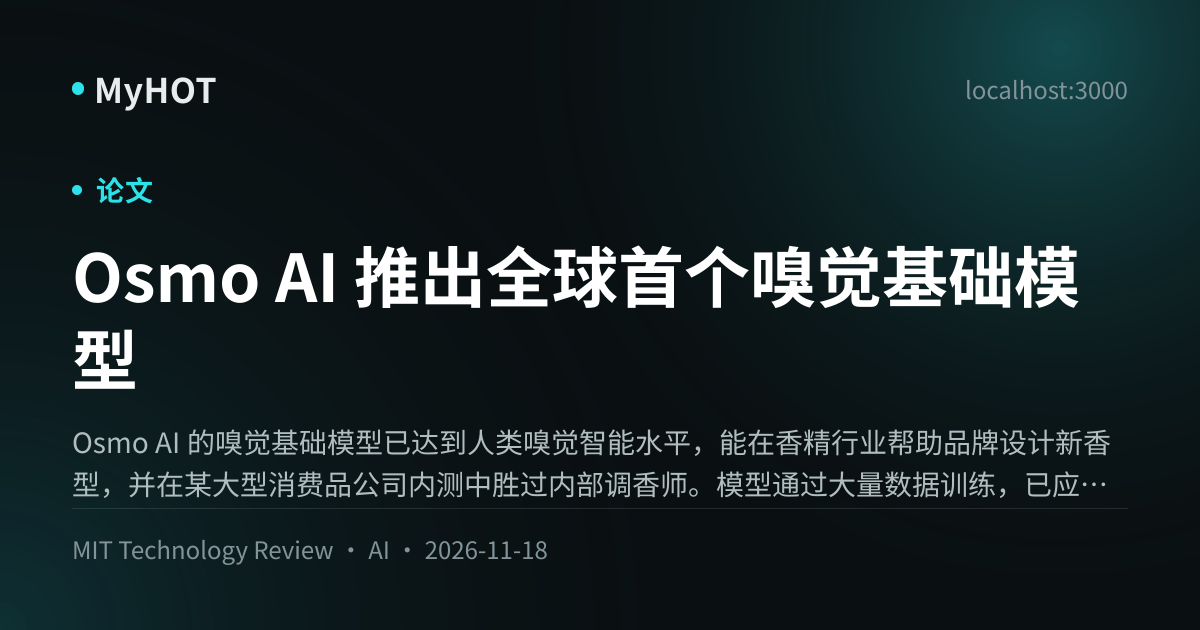 MyHOT
localhost:3000
论文
Osmo AI 推出全球首个嗅觉基础模
型
Osmo AI 的嗅觉基础模型已达到人类嗅觉智能水平，能在香精行业帮助品牌设计新香
型，并在某大型消费品公司内测中胜过内部调香师。模型通过大量数据训练，已应…
MIT Technology Review · AI · 2026-11-18